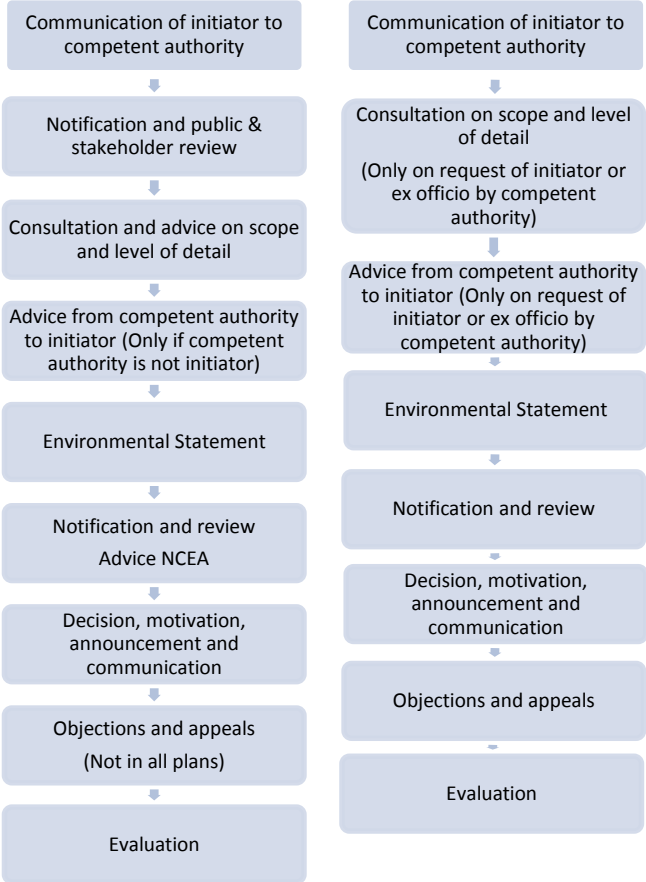 Communication of initiator to
competent authority
Notification and public &
stakeholder review
Consultation and advice on scope
and level of detail
Advice from competent authority
to initiator (Only if competent
authority is not initiator)
Environmental Statement
Notification and review
Advice NCEA
Decision, motivation,
announcement and
communication
Objections and appeals
(Not in all plans)
Evaluation
Communication of initiator to
competent authority
Consultation on scope and level
of detail
(Only on request of initiator or
ex officio by competent
authority)
Advice from competent authority
to initiator (Only on request of
initiator or ex officio by
competent authority)
Environmental Statement
Notification and review
Decision, motivation,
announcement and
communication
Objections and appeals
Evaluation